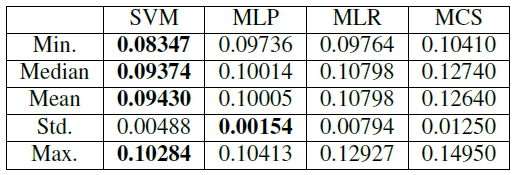 SVM MLP MLR MCS
Min. 0.08347 0.09736 0.09764 0.10410
Median 0.09374 0.10014 0.10798 0.12740
Mean 0.09430 0.10005 0.10798 0.12640
Std. 0.00488 0.00154 0.00794 0.01250
Max. 0.10284 0.10413 0.12927 0.14950